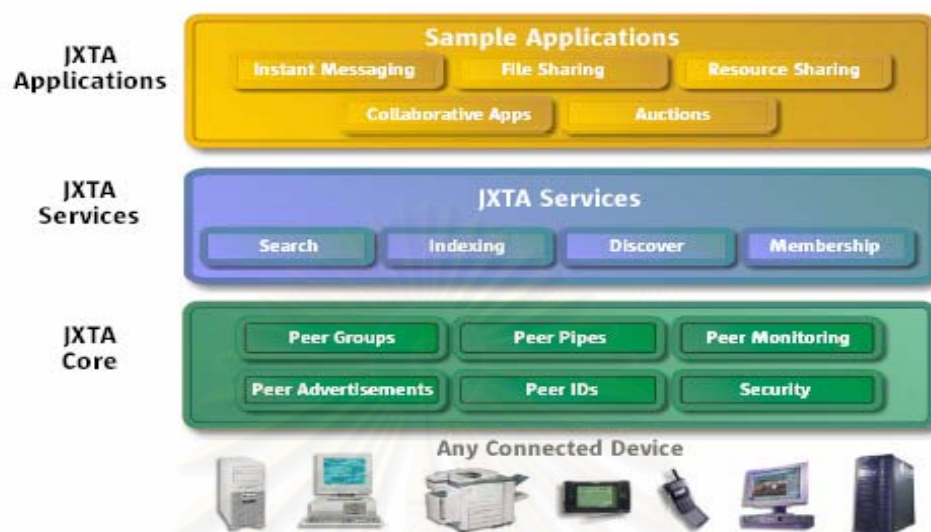 JXTA
Applications
Sample Applications
Instant Messaging File Sharing Resource Sharing
Collaborative Apps Auctions
JXTA
Services
JXTA Services
Search Indexing Discover Membership
JXTA
Core
Peer Groups Peer Pipes Peer Monitoring
Peer Advertisements Peer IDs Security
Any Connected Device